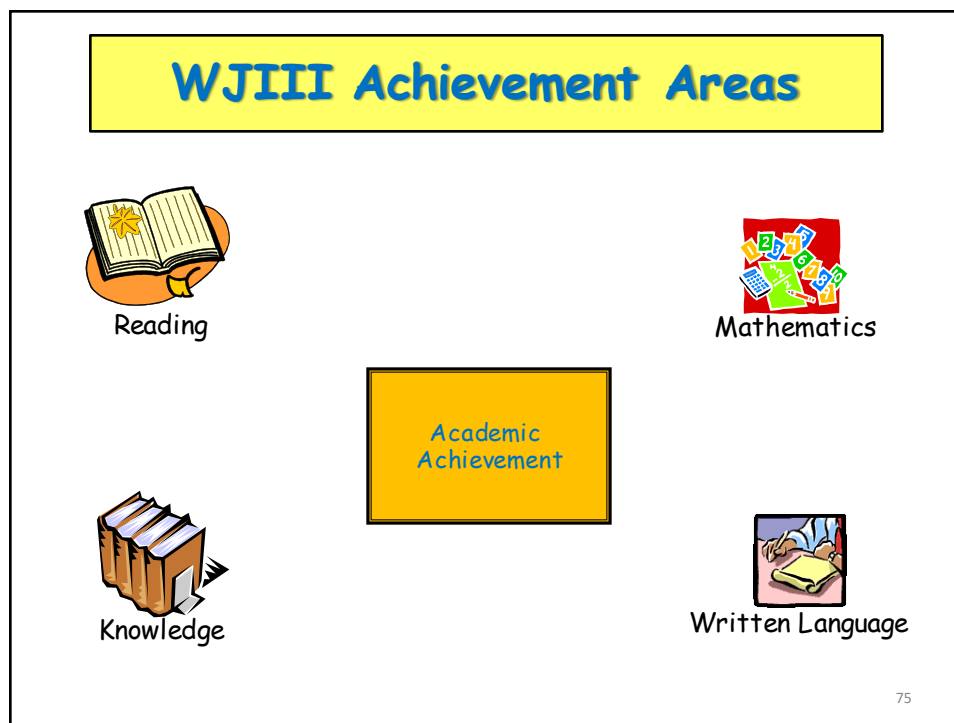 WJIII Achievement Areas
Reading
Mathematics
Academic
Achievement
Knowledge
Written Language
75